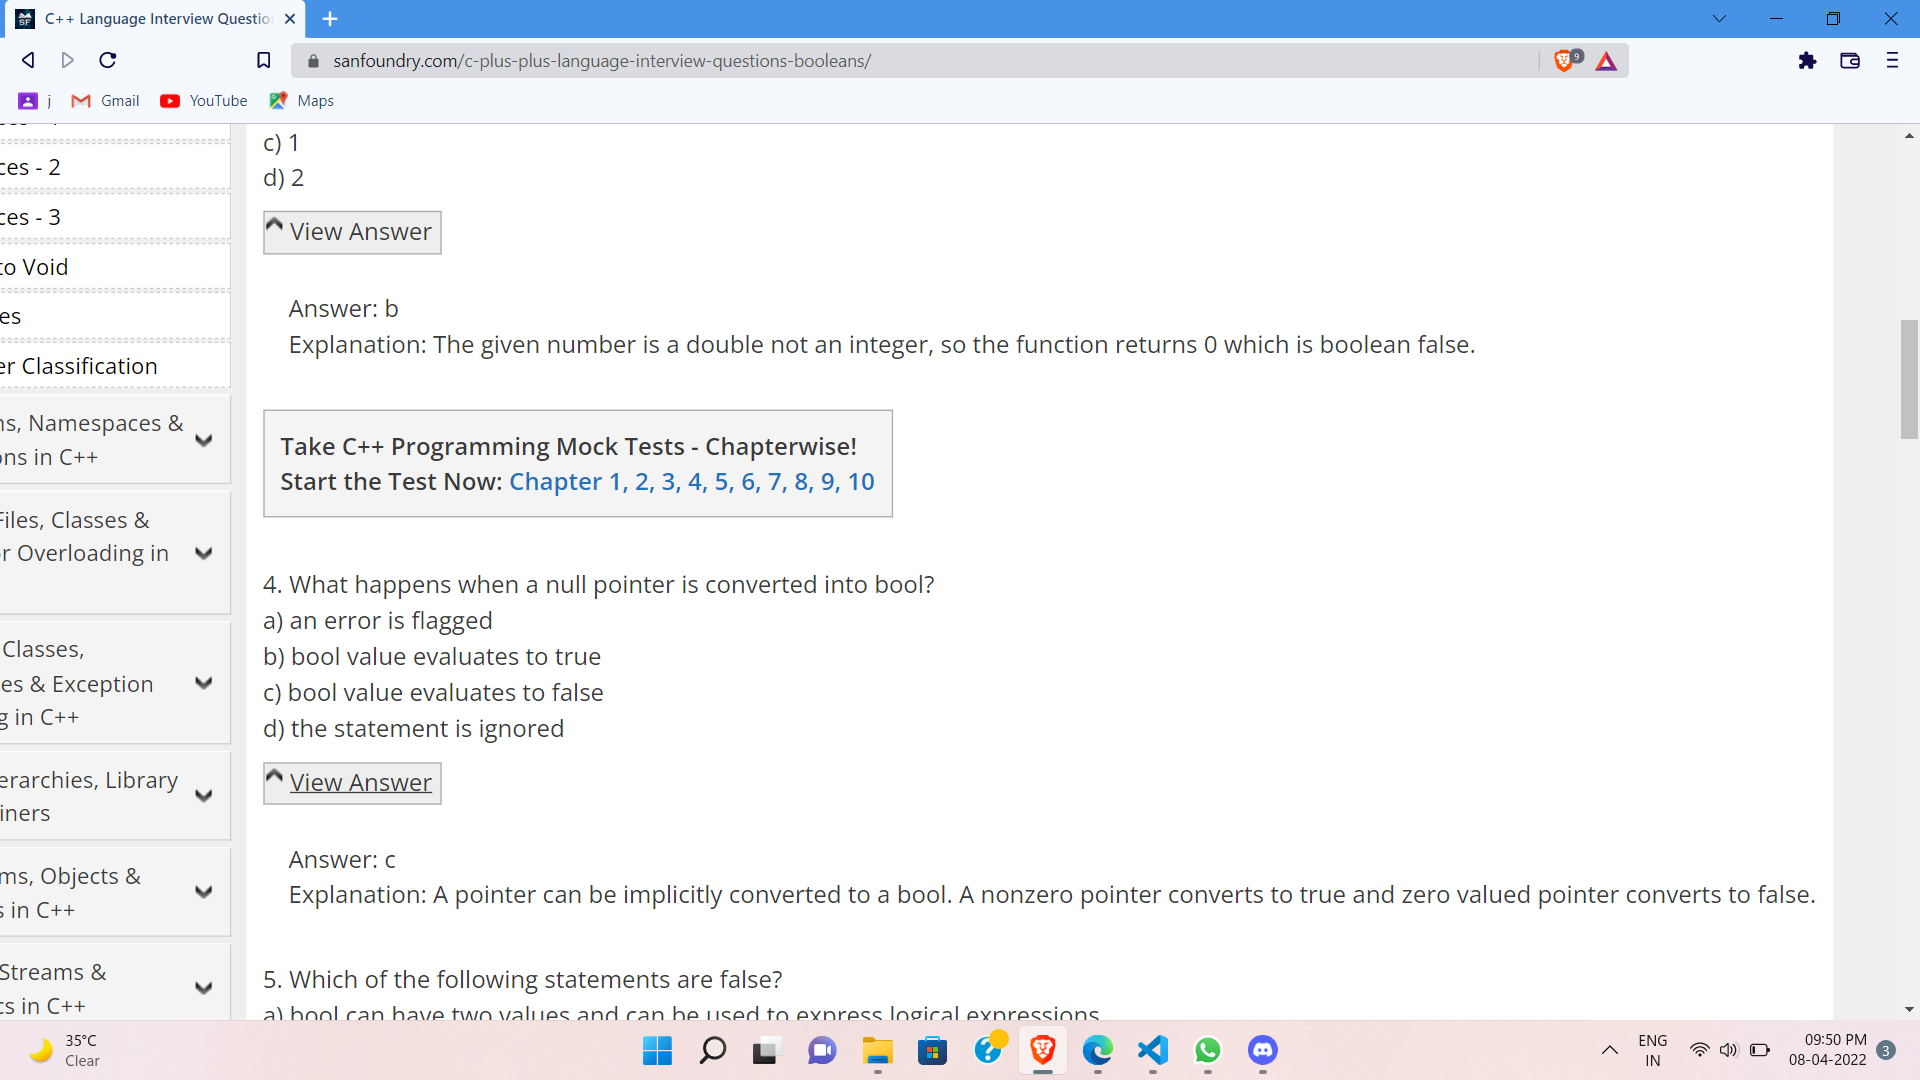 C++ Language Interview Questio
sanfoundry.com/c-plus-plus-language-interview-questions-booleans/
9
j
Gmail
YouTube
Maps
ces - 2
ces - 3
to Void
es
er Classification
ns, Namespaces &
ons in C++
Files, Classes &
or Overloading in
Classes,
es & Exception
g in C++
erarchies, Library
iners
ms, Objects &
s in C++
Streams &
cs in C++
c) 1
d) 2
View Answer
Answer: b
Explanation: The given number is a double not an integer, so the function returns 0 which is boolean false.
Take C++ Programming Mock Tests - Chapterwise!
Start the Test Now: Chapter 1, 2, 3, 4, 5, 6, 7, 8, 9, 10
4. What happens when a null pointer is converted into bool?
a) an error is flagged
b) bool value evaluates to true
c) bool value evaluates to false
d) the statement is ignored
View Answer
Answer: c
Explanation: A pointer can be implicitly converted to a bool. A nonzero pointer converts to true and zero valued pointer converts to false.
5. Which of the following statements are false?
a) bool can have two values and can be used to express logical expressions
35°C
Clear
ENG
IN
09:50 PM
08-04-2022
3